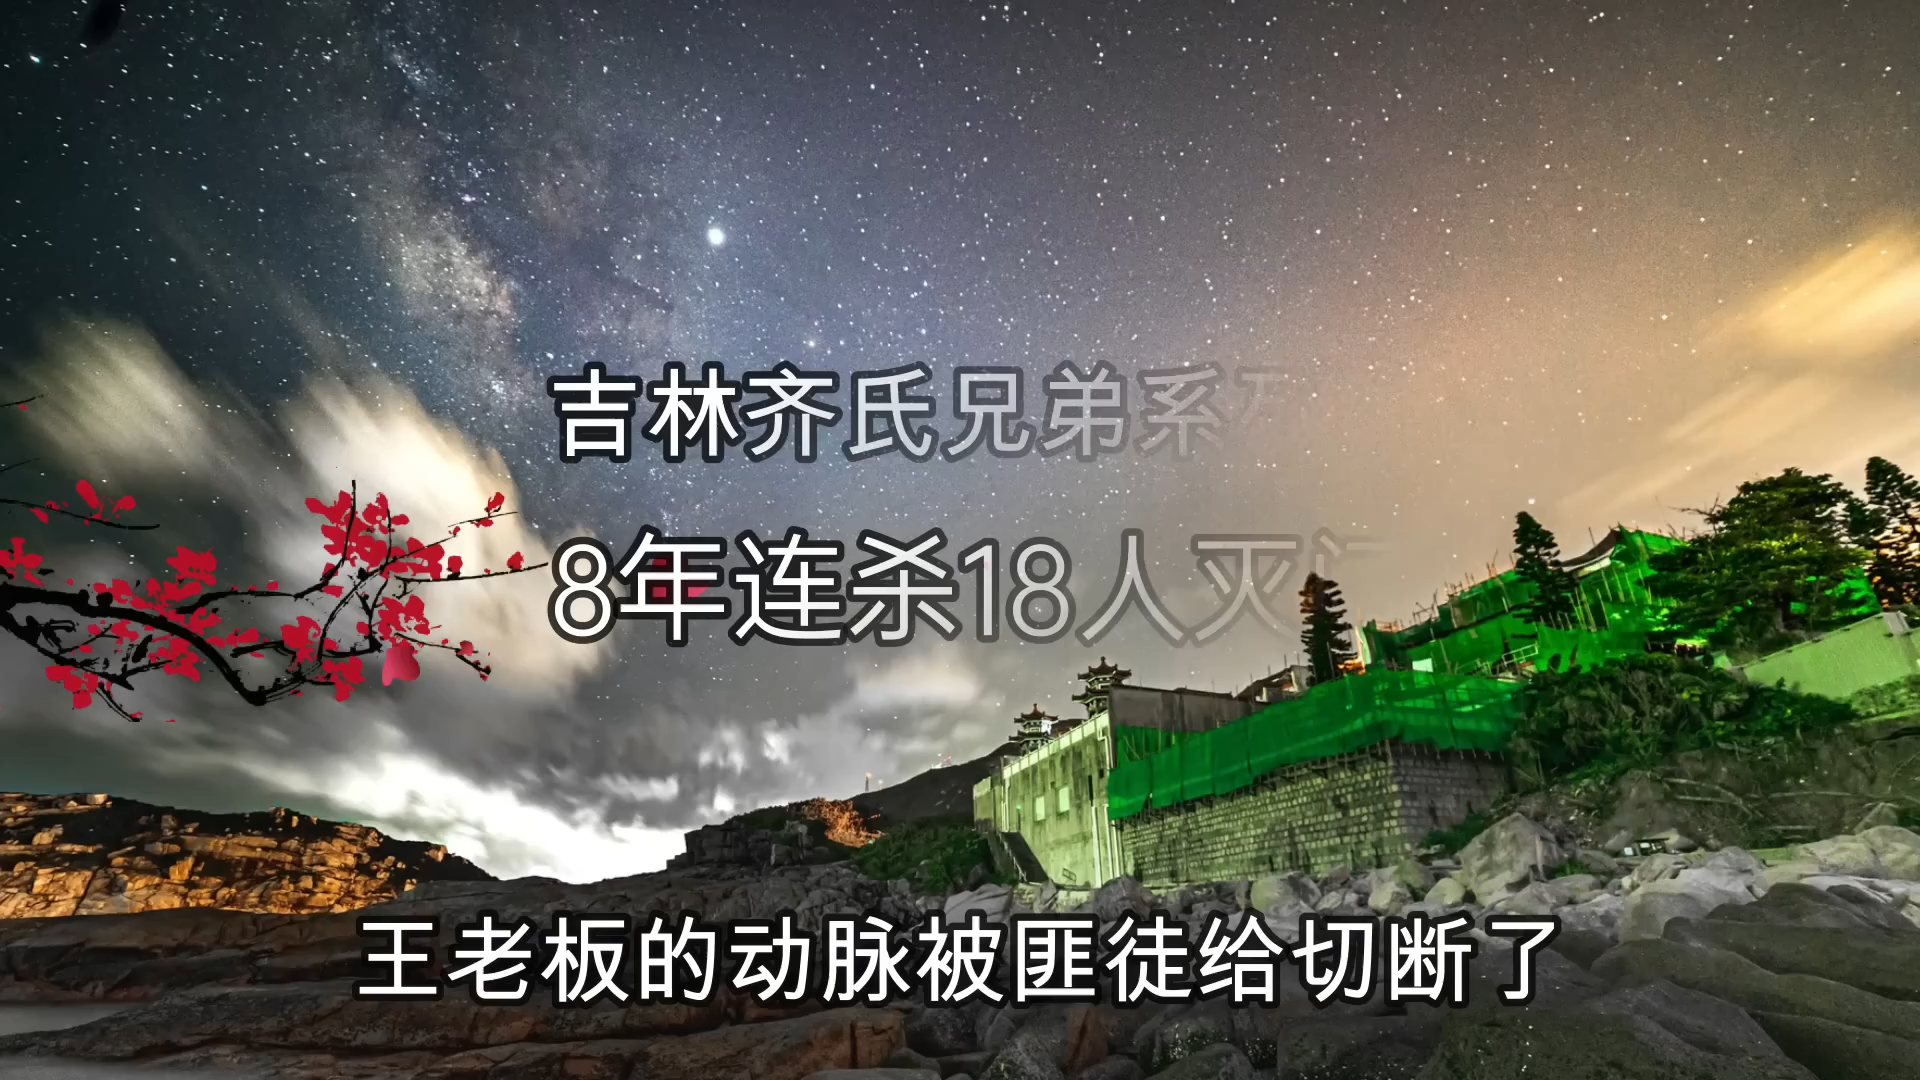 吉林齐氏兄弟系
8年连杀18人灭
王老板的动脉被匪徒给切断了